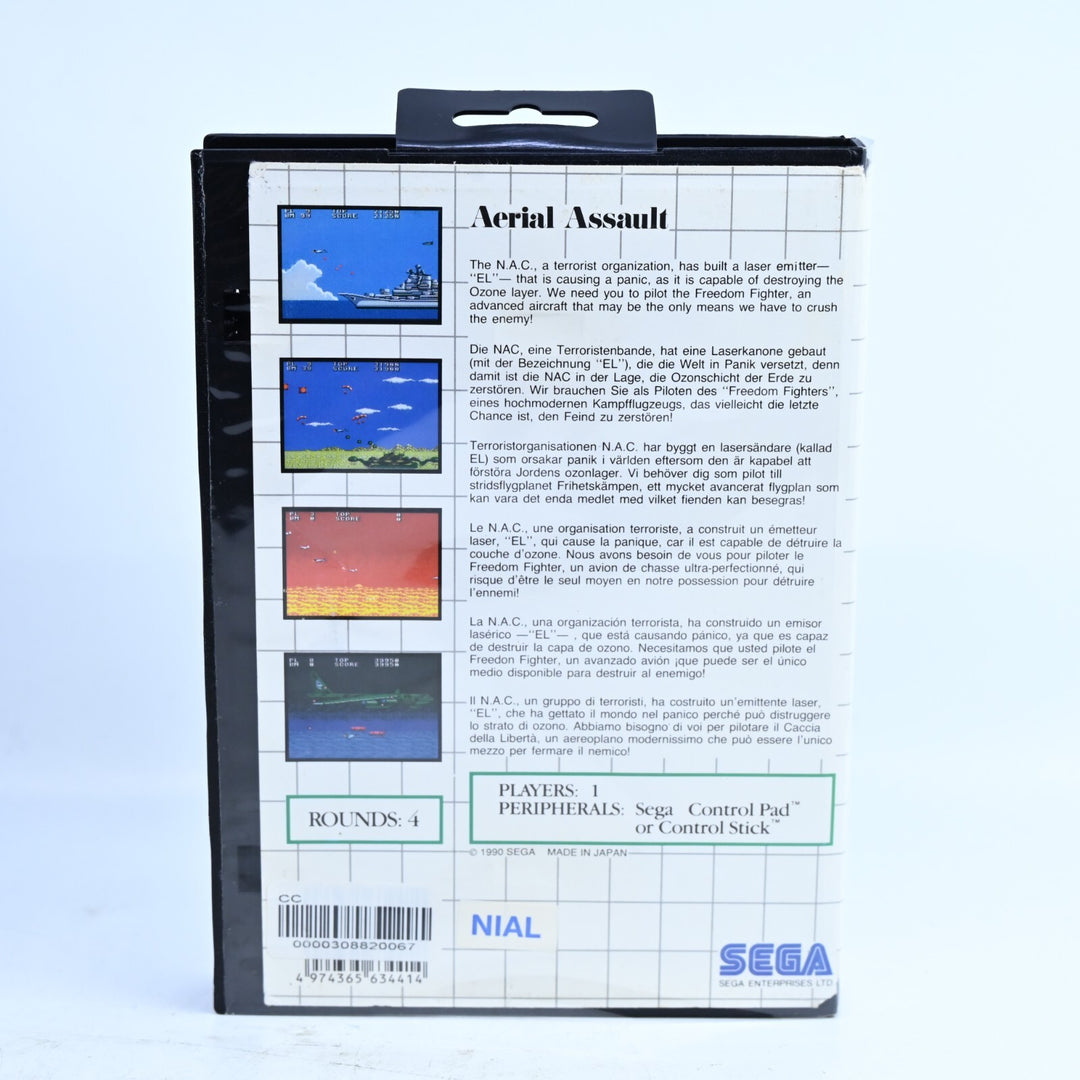 Aerial Assault
The N.A.C., a terrorist organization, has built a laser emitter—
“EL”— that is causing a panic, as it is capable of destroying the
Ozone layer. We need you to pilot the Freedom Fighter, an
advanced aircraft that may be the only means we have to crush
the enemy!
Die NAC, eine Terroristenbande, hat eine Laserkanone gebaut
(mit der Bezeichnung “EL”), die die Welt in Panik versetzt, denn
damit ist die NAC in der Lage, die Ozonschicht der Erde zu
zerstören. Wir brauchen Sie als Piloten des “Freedom Fighters”,
eines hochmodernen Kampfflugzeugs, das vielleicht die letzte
Chance ist, den Feind zu zerstören!
Terroristorganisationen N.A.C. har byggt en lasersändare (kallad
EL) som orsakar panik i världen eftersom den är kapabel att
förstöra Jordens ozonlager. Vi behöver dig som pilot till
stridsflygplanet Frihetskämpen, ett mycket avancerat flygplan som
kan vara det enda medlet med vilket fienden kan besegras!
Le N.A.C., une organisation terroriste, a construit un émetteur
laser, “EL”, qui cause la panique, car il est capable de détruire la
couche d’ozone. Nous avons besoin de vous pour piloter le
Freedom Fighter, un avion de chasse ultra-perfectionné, qui
risque d’être le seul moyen en notre possession pour détruire
l’ennemi!
La N.A.C., una organización terrorista, ha construido un emisor
lasérico —“EL”— , que está causando pánico, ya que es capaz
de destruir la capa de ozono. Necesitamos que usted pilote el
Freedon Fighter, un avanzado avión ¡que puede ser el único
medio disponible para destruir al enemigo!
Il N.A.C., un gruppo di terroristi, ha costruito un’emittente laser,
“EL”, che ha gettato il mondo nel panico perché può distruggere
lo strato di ozono. Abbiamo bisogno di voi per pilotare il Caccia
della Libertà, un aereoplano modernissimo che può essere l’unico
mezzo per fermare il nemico!
ROUNDS: 4
PLAYERS: 1
PERIPHERALS: Sega Control Pad™
or Control Stick™
© 1990 SEGA MADE IN JAPAN
CC
0000308820067
4 974365 634414
NIAL
SEGA
SEGA ENTERPRISES LTD.